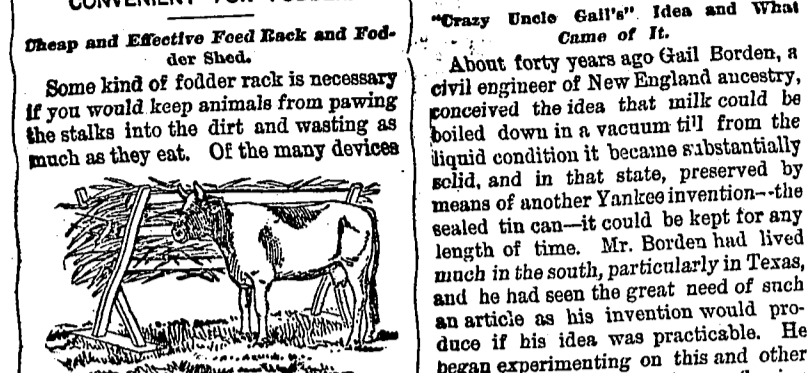 Cheap and Effective Feed Rack and Fod-
der Shed.
Some kind of fodder rack is necessary
if you would keep animals from pawing
the stalks into the dirt and wasting as
much as they eat. Of the many devices
"Crazy Uncle Gail's" Idea and What
Came of It.
About forty years ago Gail Borden, a
civil engineer of New England ancestry,
conceived the idea that milk could be
boiled down in a vacuum till from the
liquid condition it became substantially
solid, and in that state, preserved by
means of another Yankee invention--the
sealed tin can—it could be kept for any
length of time. Mr. Borden had lived
much in the south, particularly in Texas,
and he had seen the great need of such
an article as his invention would pro-
duce if his idea was practicable. He
began experimenting on this and other